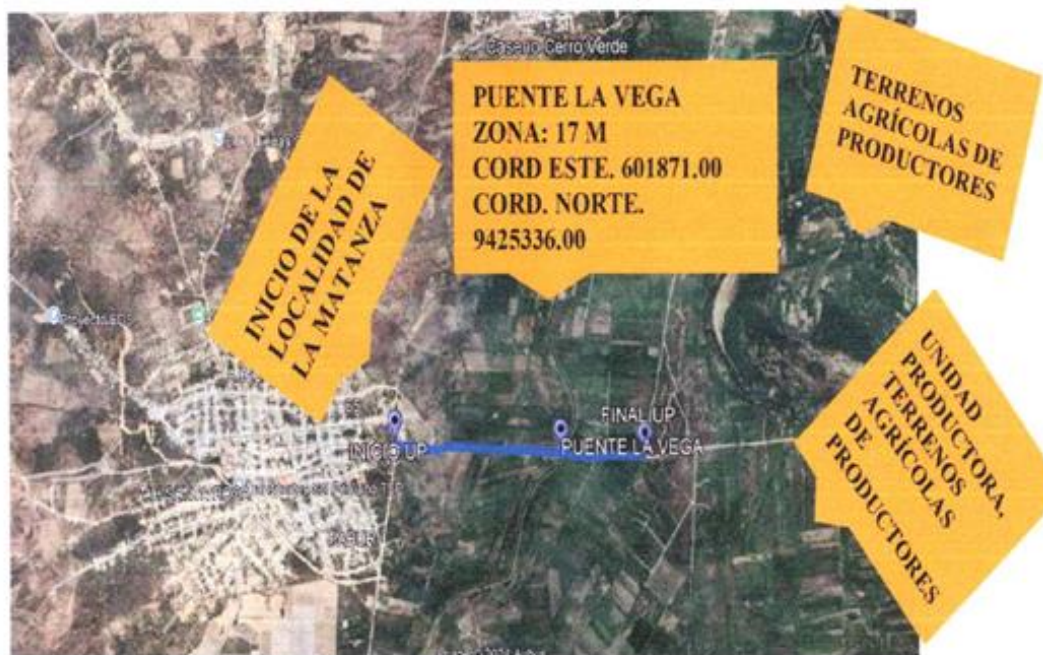 Caserio Cerro Verde
INICIO DE LA
LOCALIDAD DE
LA MATANZA
PUENTE LA VEGA
ZONA: 17 M
CORD ESTE. 601871.00
CORD. NORTE.
9425336.00
TERRENOS
AGRÍCOLAS DE
PRODUCTORES
INICIO UP
FINAL UP
PUENTE LA VEGA
UNIDAD
PRODUCTORA,
TERRENOS
AGRÍCOLAS
DE
PRODUCTORES